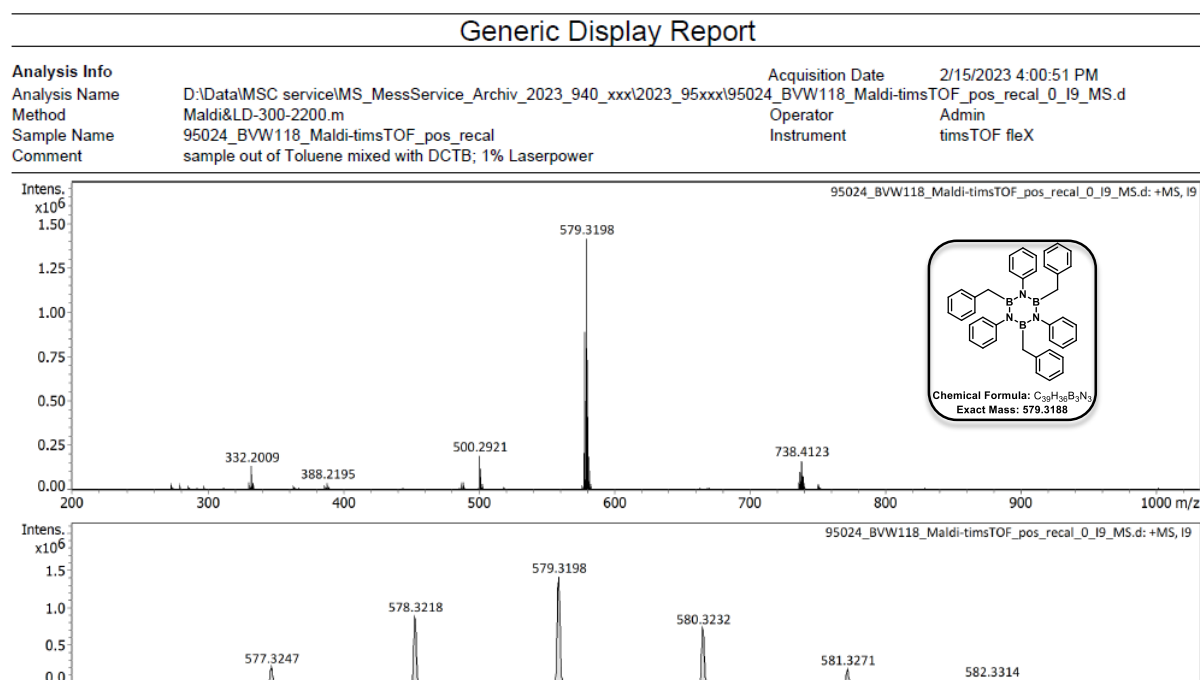 Generic Display Report
Analysis Info
Acquisition Date 2/15/2023 4:00:51 PM
Analysis Name D:\Data\MSC service\MS_MessService_Archiv_2023_940_xxx\2023_95xxx\95024_BVW118_Maldi-timsTOF_pos_recal_0_I9_MS.d
Method Maldi&LD-300-2200.m Operator Admin
Sample Name 95024_BVW118_Maldi-timsTOF_pos_recal Instrument timsTOF fleX
Comment sample out of Toluene mixed with DCTB; 1% Laserpower
Intens. 95024_BVW118_Maldi-timsTOF_pos_recal_0_I9_MS.d: +MS, I9
x10⁶
1.50
579.3198
1.25
N
B B
1.00
N N
B
0.75
0.50
Chemical Formula: C₃₉H₃₆B₃N₃
Exact Mass: 579.3188
0.25
500.2921
738.4123
332.2009
388.2195
0.00
200 300 400 500 600 700 800 900 1000 m/z
Intens. 95024_BVW118_Maldi-timsTOF_pos_recal_0_I9_MS.d: +MS, I9
x10⁶
579.3198
1.5
578.3218
1.0
580.3232
0.5
577.3247
581.3271
582.3314
0.0